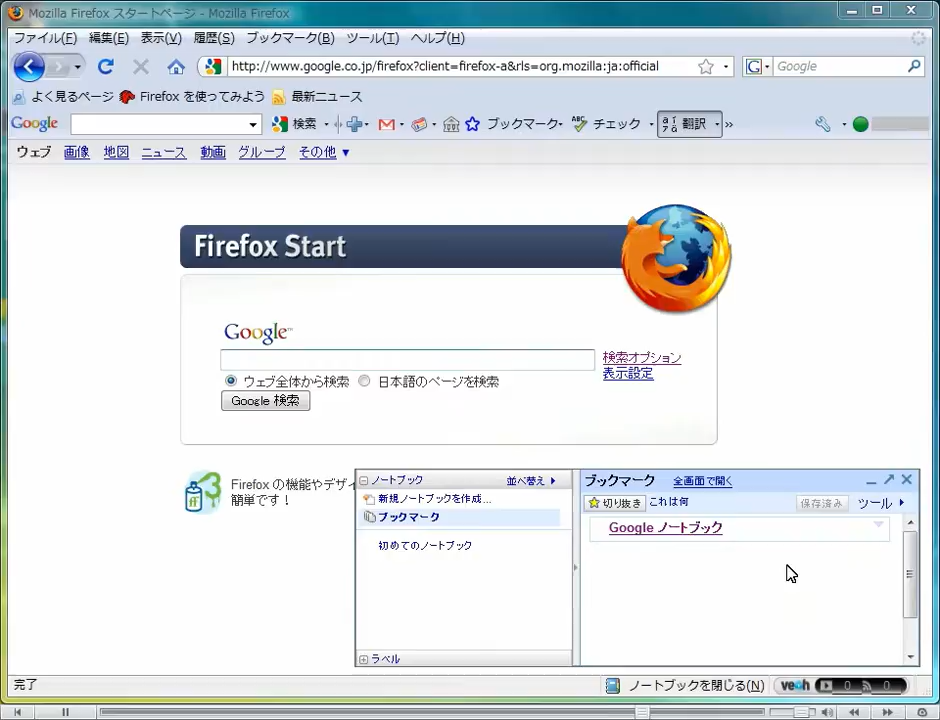 Mozilla Firefox スタートページ - Mozilla Firefox
ファイル(F) 編集(E) 表示(V) 履歴(S) ブックマーク(B) ツール(T) ヘルプ(H)
http://www.google.co.jp/firefox?client=firefox-a&rls=org.mozilla:ja:official
G Google
よく見るページ Firefox を使ってみよう 最新ニュース
Google 検索 ブックマーク ABC チェック 翻訳 »
ウェブ 画像 地図 ニュース 動画 グループ その他 ▼
Firefox Start
Google™
検索オプション
表示設定
ウェブ全体から検索 日本語のページを検索
Google 検索
Firefox の機能やデザイ
簡単です！
ノートブック 並べ替え
新規ノートブックを作成...
ブックマーク
初めてのノートブック
ラベル
ブックマーク 全画面で開く
切り抜き これは何 保存済み ツール
Google ノートブック
完了
ノートブックを閉じる(N) veoh 0 0